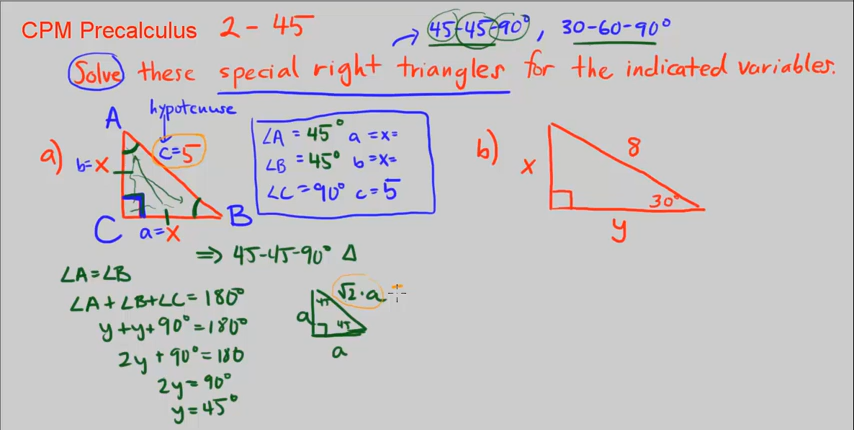 CPM Precalculus 2-45
45-45-90°, 30-60-90°
Solve these special right triangles for the indicated variables.
a)
hypotenuse
A
c=5
b=x
C
a=x
B
∠A = 45° a = x =
∠B = 45° b = x =
∠C = 90° c = 5
b)
8
x
30°
y
⇒ 45-45-90° Δ
∠A = ∠B
∠A + ∠B + ∠C = 180°
y + y + 90° = 180°
2y + 90° = 180
2y = 90°
y = 45°
45
√2·a
a
45
a